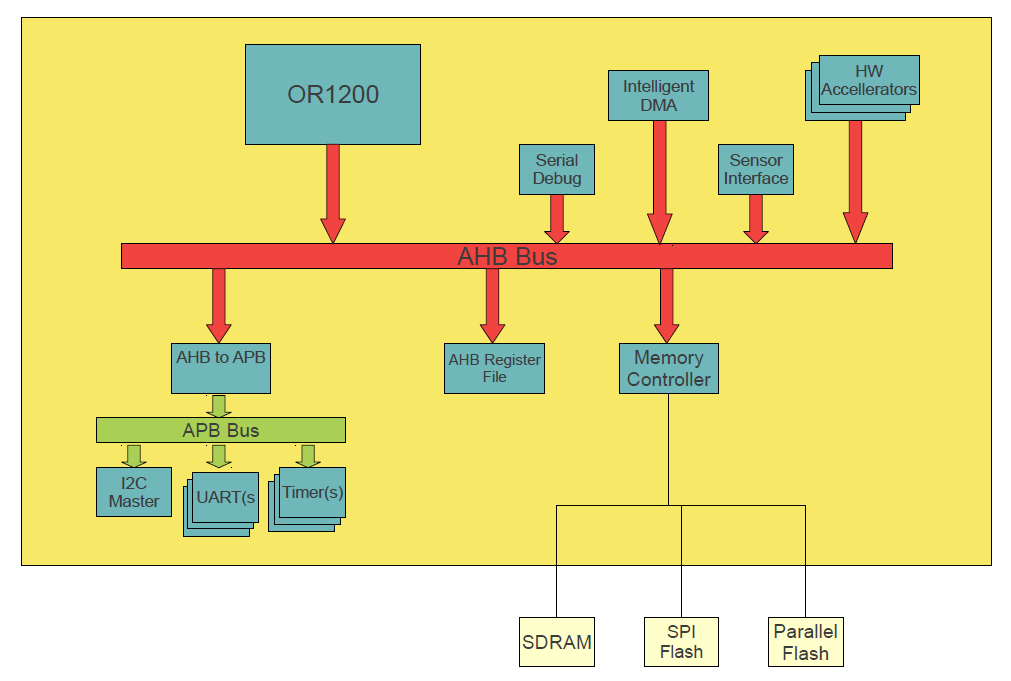 OR1200
Intelligent
DMA
HW
Accellerators
Serial
Debug
Sensor
Interface
AHB Bus
AHB to APB
AHB Register
File
Memory
Controller
APB Bus
I2C
Master
UART(s
Timer(s)
SDRAM
SPI
Flash
Parallel
Flash